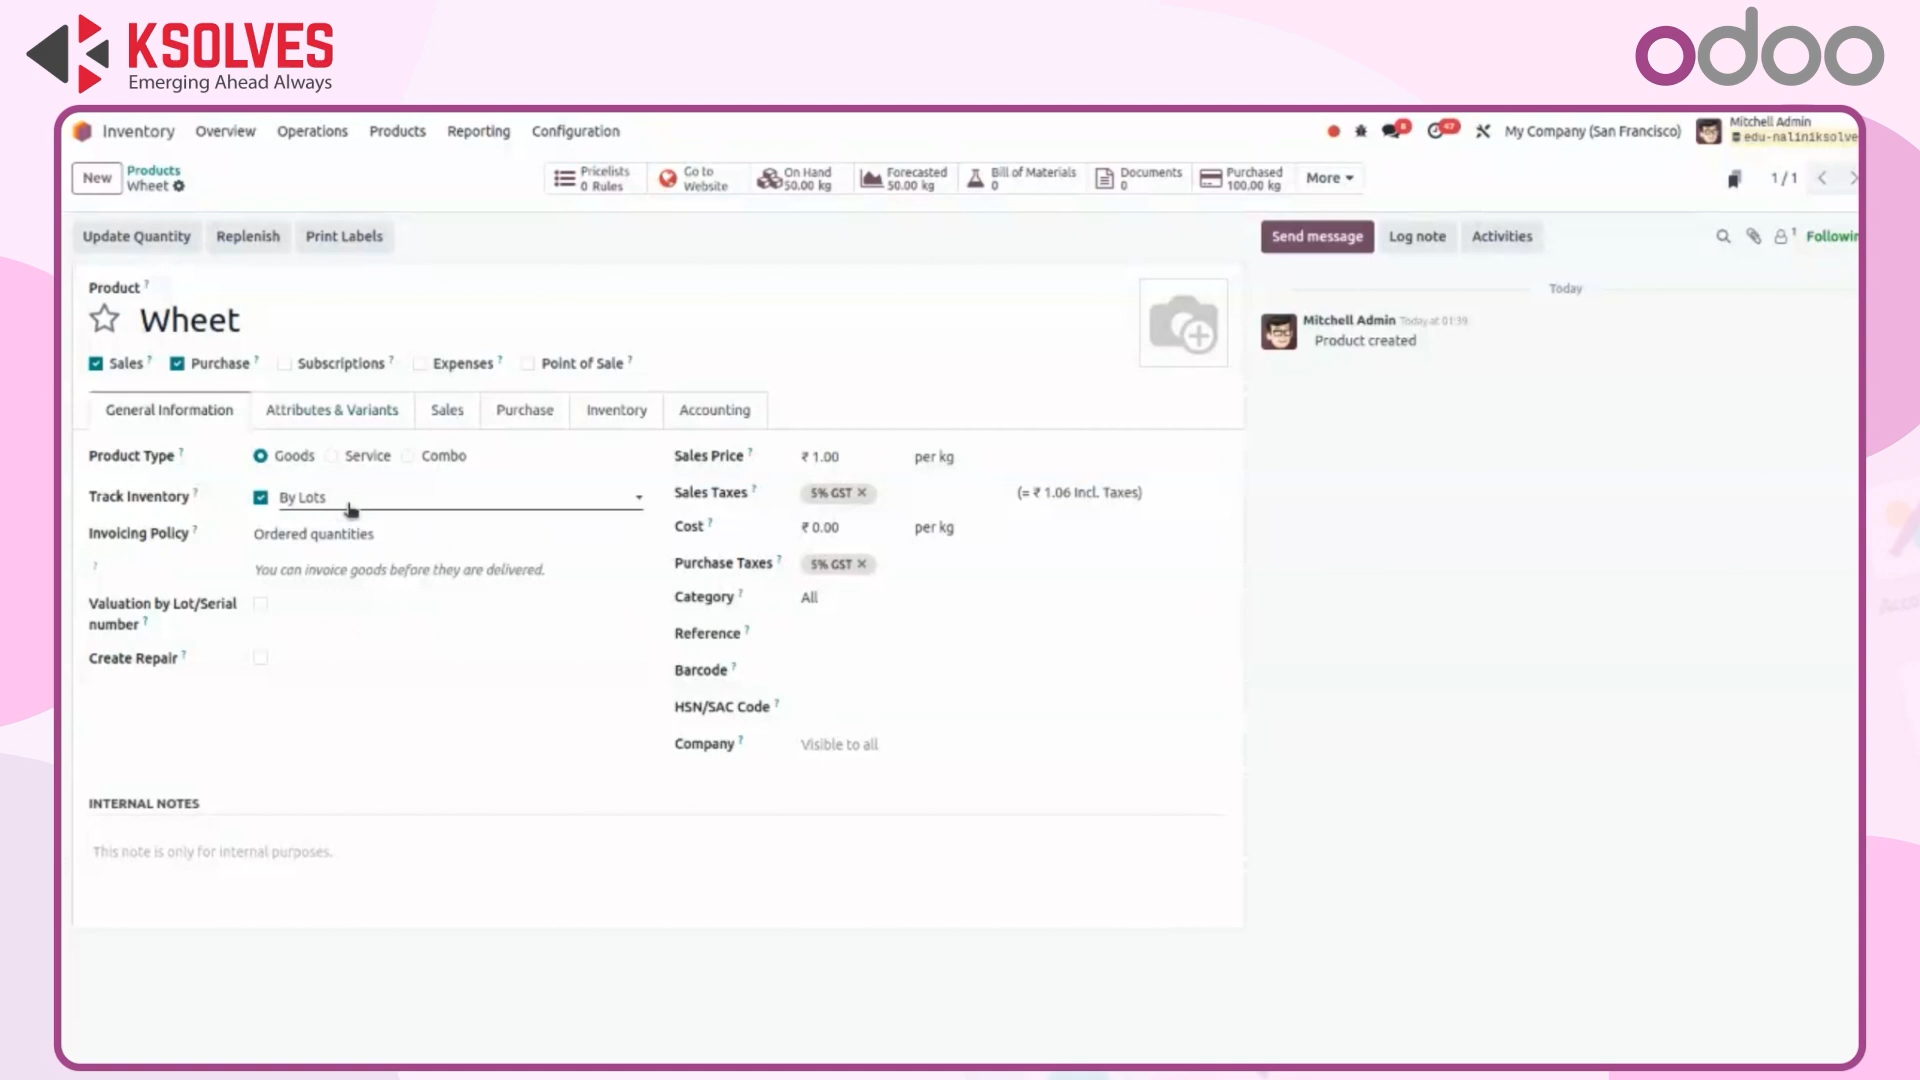 KSOLVES
Emerging Ahead Always
odoo
Inventory Overview Operations Products Reporting Configuration
8 47 My Company (San Francisco) Mitchell Admin
edu-naliniksolve
New Products
Wheet
Pricelists
0 Rules
Go to
Website
On Hand
50.00 kg
Forecasted
50.00 kg
Bill of Materials
0
Documents
0
Purchased
100.00 kg
More
1 / 1
Update Quantity Replenish Print Labels
Send message Log note Activities
1 Followin
Product ?
Wheet
Sales ? Purchase ? Subscriptions ? Expenses ? Point of Sale ?
General Information Attributes & Variants Sales Purchase Inventory Accounting
Product Type ? Goods Service Combo
Track Inventory ? By Lots
Invoicing Policy ? Ordered quantities
? You can invoice goods before they are delivered.
Valuation by Lot/Serial
number ?
Create Repair ?
Sales Price ? ₹ 1.00 per kg
Sales Taxes ? 5% GST × (= ₹ 1.06 Incl. Taxes)
Cost ? ₹ 0.00 per kg
Purchase Taxes ? 5% GST ×
Category ? All
Reference ?
Barcode ?
HSN/SAC Code ?
Company ? Visible to all
INTERNAL NOTES
This note is only for internal purposes.
Today
Mitchell Admin Today at 01:39
Product created